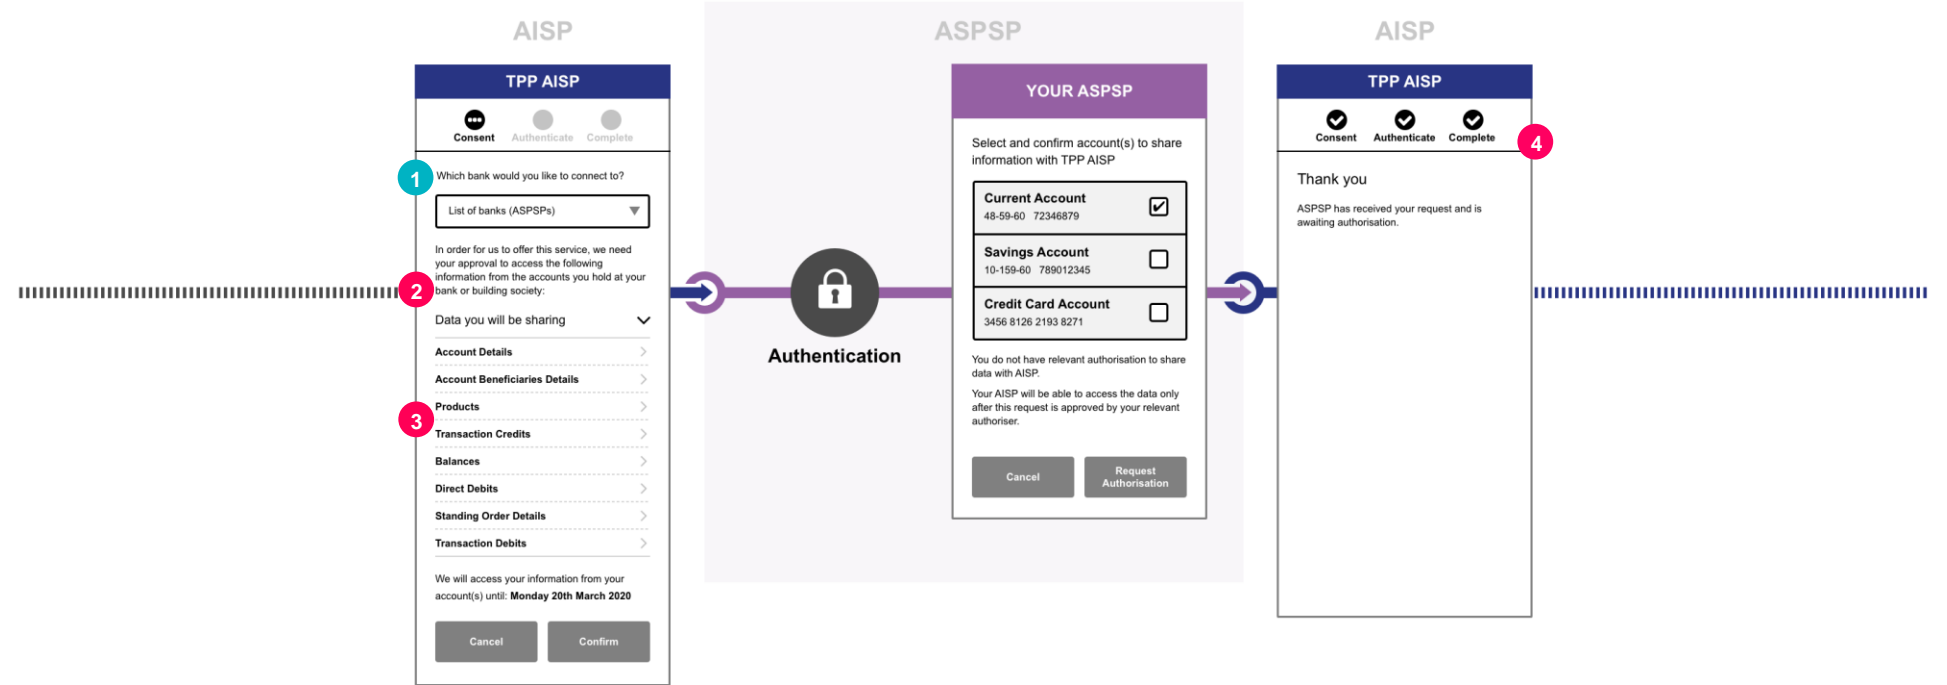 AISP
TPP AISP
Consent
Authenticate
Complete
1
Which bank would you like to connect to?
List of banks (ASPSPs)
In order for us to offer this service, we need
your approval to access the following
information from the accounts you hold at your
2
bank or building society:
Data you will be sharing
Account Details
Account Beneficiaries Details
Products
3
Transaction Credits
Balances
Direct Debits
Standing Order Details
Transaction Debits
We will access your information from your
account(s) until: Monday 20th March 2020
Cancel
Confirm
ASPSP
Authentication
YOUR ASPSP
Select and confirm account(s) to share
information with TPP AISP
Current Account
48-59-60 72346879
Savings Account
10-159-60 789012345
Credit Card Account
3456 8126 2193 8271
You do not have relevant authorisation to share
data with AISP.
Your AISP will be able to access the data only
after this request is approved by your relevant
authoriser.
Cancel
Request
Authorisation
AISP
TPP AISP
Consent
Authenticate
Complete
4
Thank you
ASPSP has received your request and is
awaiting authorisation.